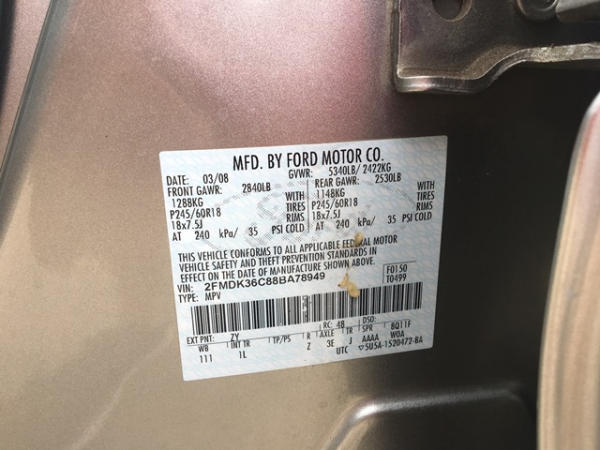 MFD. BY FORD MOTOR CO.
DATE: 03/08 GVWR: 5340LB/ 2422KG
FRONT GAWR: 2840LB REAR GAWR: 2530LB
1288KG WITH 1148KG WITH
P245/60R18 TIRES P245/60R18 TIRES
18x7.5J RIMS 18x7.5J RIMS
AT 240 kPa/ 35 PSI COLD AT 240 kPa/ 35 PSI COLD
THIS VEHICLE CONFORMS TO ALL APPLICABLE FEDERAL MOTOR
VEHICLE SAFETY AND THEFT PREVENTION STANDARDS IN
EFFECT ON THE DATE OF MANUFACTURE SHOWN ABOVE.
VIN: 2FMDK36C88BA78949 F0150
TYPE: MPV T0499
EXT PNT: ZY RC: 48 DSO:
WB INT TR TP/PS R AXLE TR SPR BQ11F
111 1L Z 3E J AAAA W0A
UTC ▽5U5A-1520472-BA